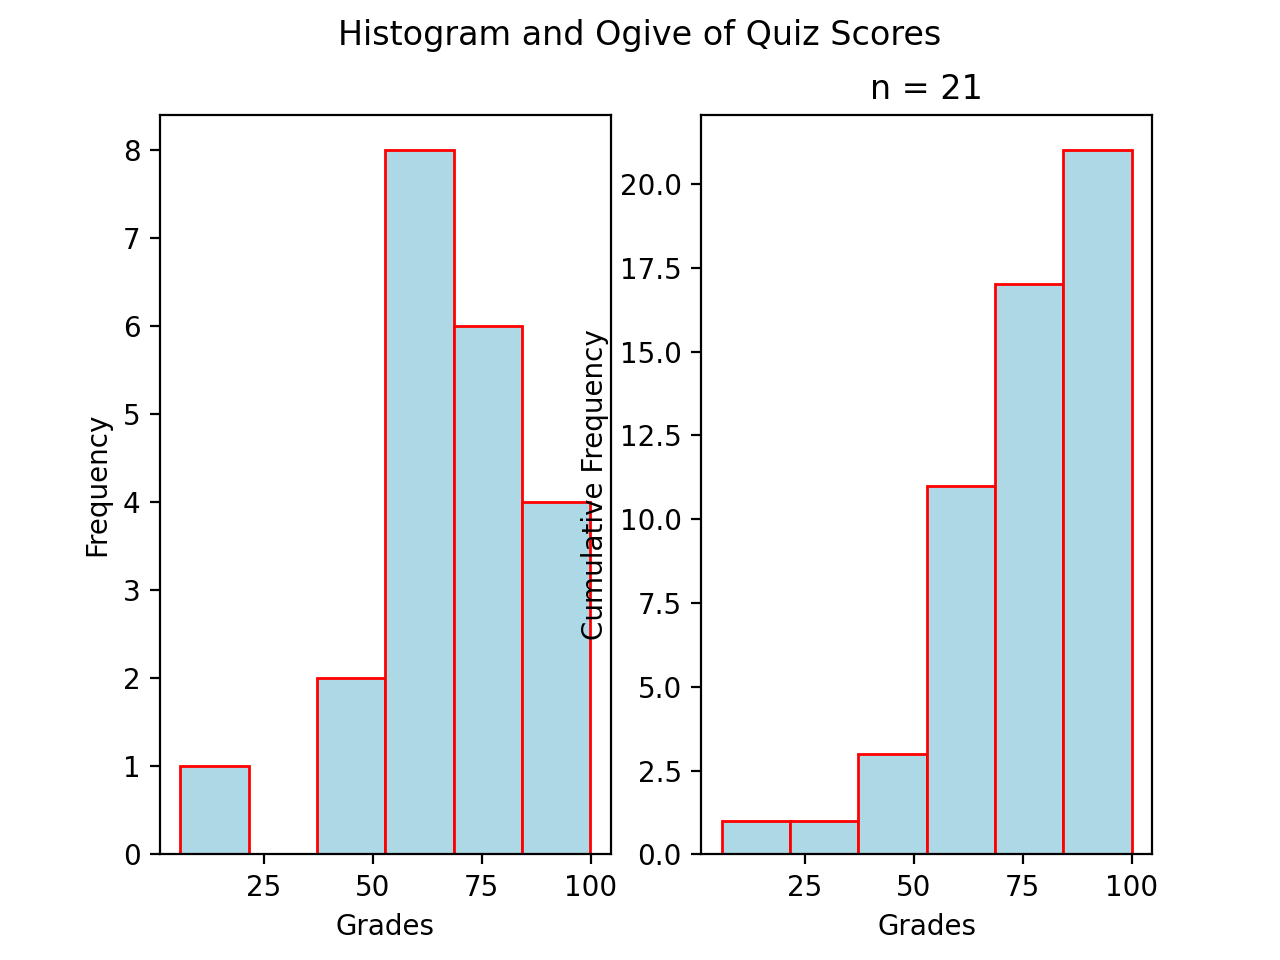 Histogram and Ogive of Quiz Scores
n = 21
Frequency
8
7
6
5
4
3
2
1
0
25 50 75 100
Grades
Cumulative Frequency
20.0
17.5
15.0
12.5
10.0
7.5
5.0
2.5
0.0
25 50 75 100
Grades